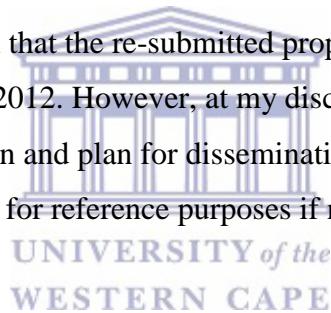 that the re-submitted prop
2012. However, at my disc
n and plan for disseminati
for reference purposes if
UNIVERSITY of the
WESTERN CAPE